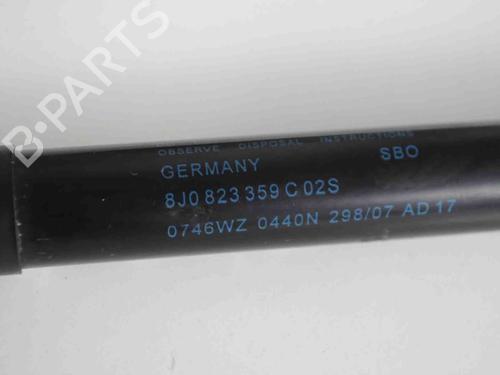 OBSERVE DISPOSAL INSTRUCTIONS
GERMANY SBO
8J0 823 359 C 02S
0746WZ 0440N 298/07 AD 17
B-PARTS